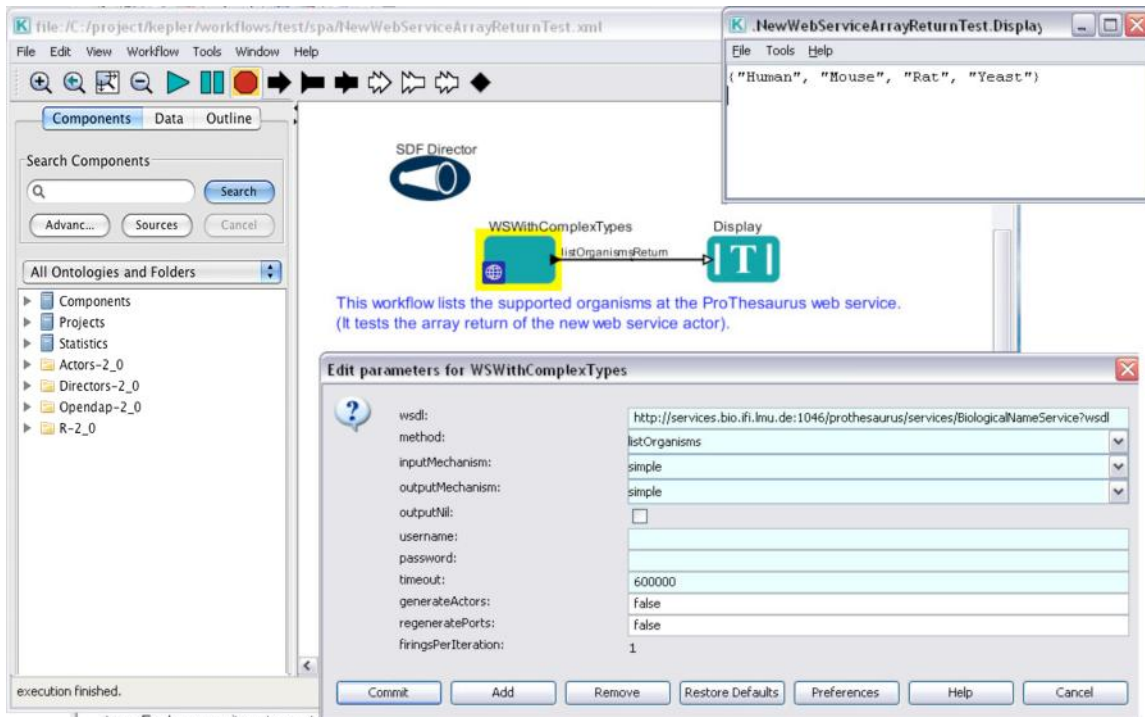 file:/C:/project/kepler/workflows/test/spa/NewWebServiceArrayReturnTest.xml
File Edit View Workflow Tools Window Help
Components Data Outline
Search Components
Search
Advanc... Sources Cancel
All Ontologies and Folders
Components
Projects
Statistics
Actors-2_0
Directors-2_0
Opendap-2_0
R-2_0
execution finished.
.NewWebServiceArrayReturnTest.Display
File Tools Help
{"Human", "Mouse", "Rat", "Yeast"}
SDF Director
WSWithComplexTypes
Display
listOrganismsReturn
T
This workflow lists the supported organisms at the ProThesaurus web service.
(It tests the array return of the new web service actor).
Edit parameters for WSWithComplexTypes
wsdl: http://services.bio.ifi.lmu.de:1046/prothesaurus/services/BiologicalNameService?wsdl
method: listOrganisms
inputMechanism: simple
outputMechanism: simple
outputNil:
username:
password:
timeout: 600000
generateActors: false
regeneratePorts: false
firingsPerIteration: 1
Commit Add Remove Restore Defaults Preferences Help Cancel